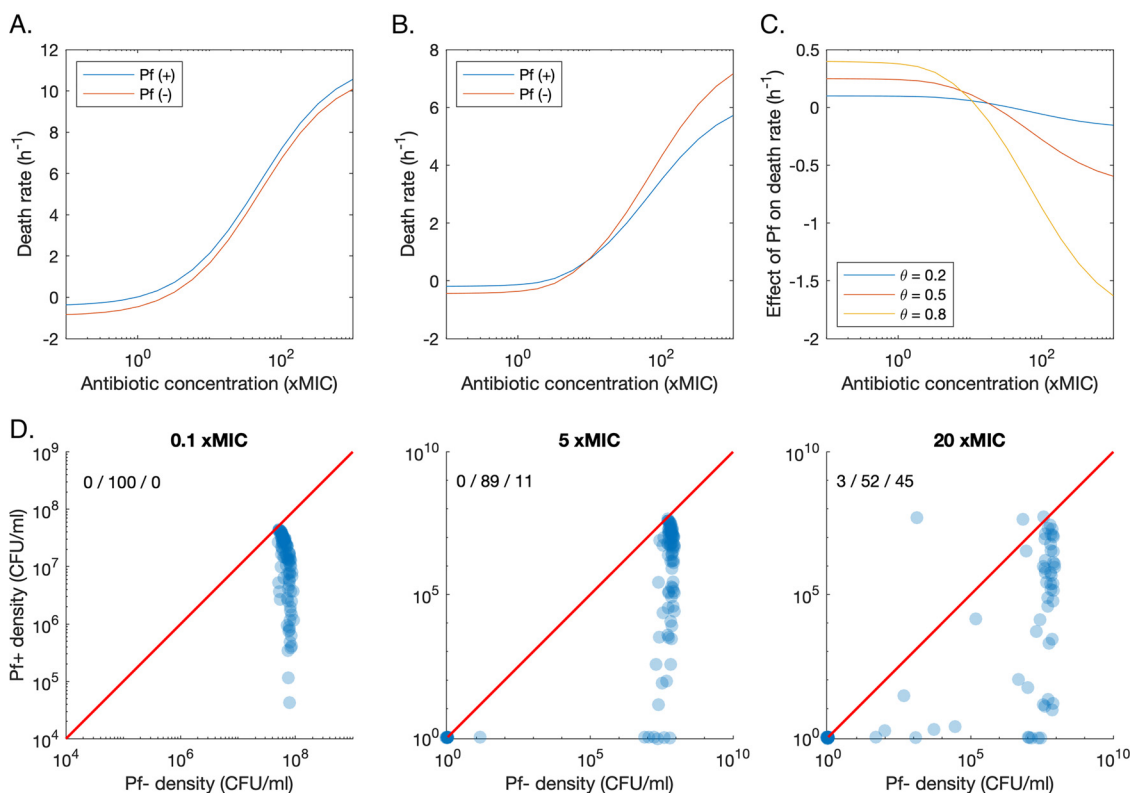 A.
12
10
8
6
4
2
0
-2
Death rate (h⁻¹)
Pf (+)
Pf (-)
10⁰
10²
Antibiotic concentration (xMIC)
B.
8
6
4
2
0
-2
Death rate (h⁻¹)
Pf (+)
Pf (-)
10⁰
10²
Antibiotic concentration (xMIC)
C.
0.5
0
-0.5
-1
-1.5
-2
Effect of Pf on death rate (h⁻¹)
θ = 0.2
θ = 0.5
θ = 0.8
10⁰
10²
Antibiotic concentration (xMIC)
D.
0.1 xMIC
10⁹
10⁸
10⁷
10⁶
10⁵
10⁴
Pf+ density (CFU/ml)
0 / 100 / 0
10⁴
10⁶
10⁸
Pf- density (CFU/ml)
5 xMIC
10¹⁰
10⁵
10⁰
0 / 89 / 11
10⁰
10⁵
10¹⁰
Pf- density (CFU/ml)
20 xMIC
10¹⁰
10⁵
10⁰
3 / 52 / 45
10⁰
10⁵
10¹⁰
Pf- density (CFU/ml)